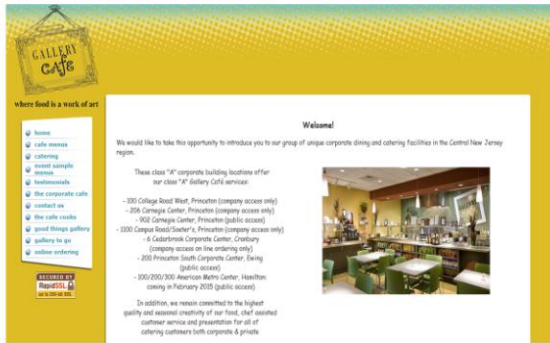 GALLERY
CAFE
where food is a work of art
home
cafe menus
catering
event sample
menus
testimonials
the corporate cafe
contact us
the cafe cooks
good things gallery
gallery to go
online ordering
SECURED BY
RapidSSL
Welcome!
We would like to take this opportunity to introduce you to our group of unique corporate dining and catering facilities in the Central New Jersey
region.
These class "A" corporate building locations offer
our class "A" Gallery Café services:
- 100 College Road West, Princeton (company access only)
- 206 Carnegie Center, Princeton (company access only)
- 902 Carnegie Center, Princeton (public access)
- 1100 Campus Road/Sowter's, Princeton (company access only)
- 6 Cedarbrook Corporate Center, Cranbury
(company access on line ordering only)
- 200 Princeton South Corporate Center, Ewing
(public access)
- 100/200/300 American Metro Center, Hamilton:
coming in February 2015 (public access)
In addition, we remain committed to the highest
quality and seasonal creativity of our food, chef assisted
customer service and presentation for all of
catering customers both corporate & private